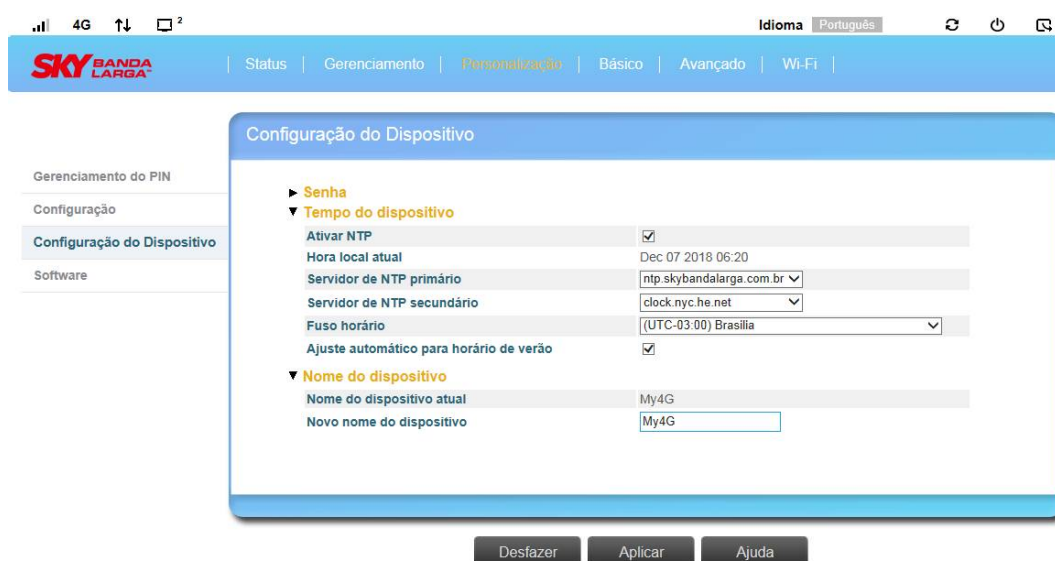 4G 2 Idioma Português
SKY BANDA LARGA
Status Gerenciamento Personalização Básico Avançado Wi-Fi
Configuração do Dispositivo
Gerenciamento do PIN
Configuração
Configuração do Dispositivo
Software
Senha
Tempo do dispositivo
Ativar NTP
Hora local atual Dec 07 2018 06:20
Servidor de NTP primário ntp.skybandalarga.com.br
Servidor de NTP secundário clock.nyc.he.net
Fuso horário (UTC-03:00) Brasilia
Ajuste automático para horário de verão
Nome do dispositivo
Nome do dispositivo atual My4G
Novo nome do dispositivo My4G
Desfazer Aplicar Ajuda